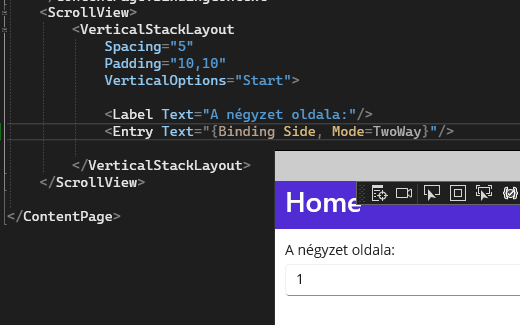 <ScrollView>
<VerticalStackLayout
Spacing="5"
Padding="10,10"
VerticalOptions="Start">
<Label Text="A négyzet oldala:"/>
<Entry Text="{Binding Side, Mode=TwoWay}"/>
</VerticalStackLayout>
</ScrollView>
</ContentPage>
Home
A négyzet oldala:
1